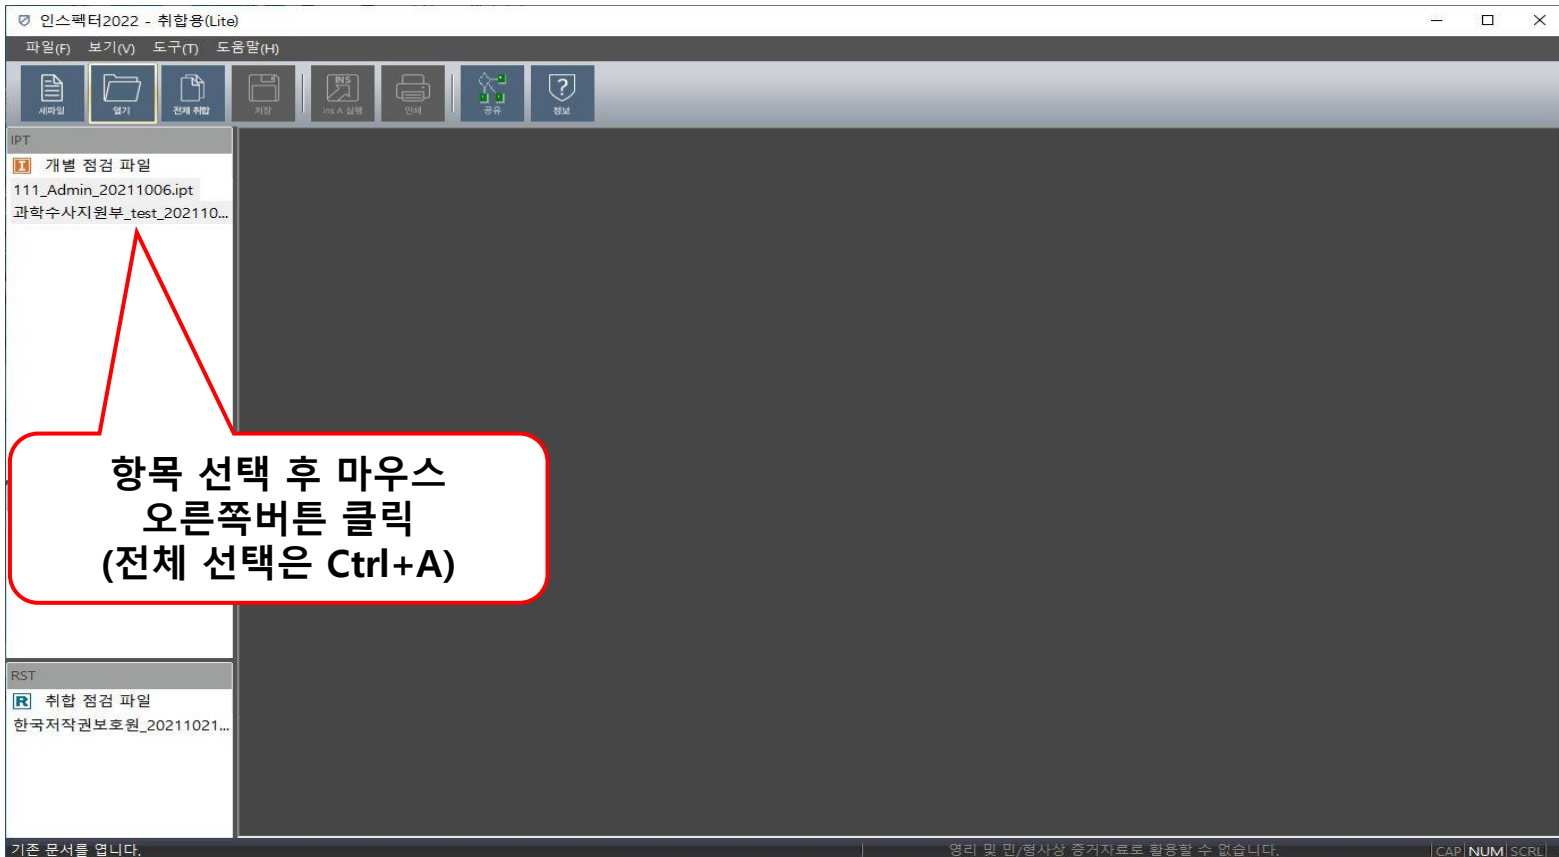 인스펙터2022 - 취합용(Lite)
파일(F) 보기(V) 도구(T) 도움말(H)
새파일 열기 전체 취합 저장 Ins A 실행 인쇄 공유 정보
INS
IPT
I 개별 점검 파일
111_Admin_20211006.ipt
과학수사지원부_test_202110...
항목 선택 후 마우스
오른쪽버튼 클릭
(전체 선택은 Ctrl+A)
RST
R 취합 점검 파일
한국저작권보호원_20211021...
기존 문서를 엽니다. 영리 및 민/형사상 증거자료로 활용할 수 없습니다. CAP NUM SCRL